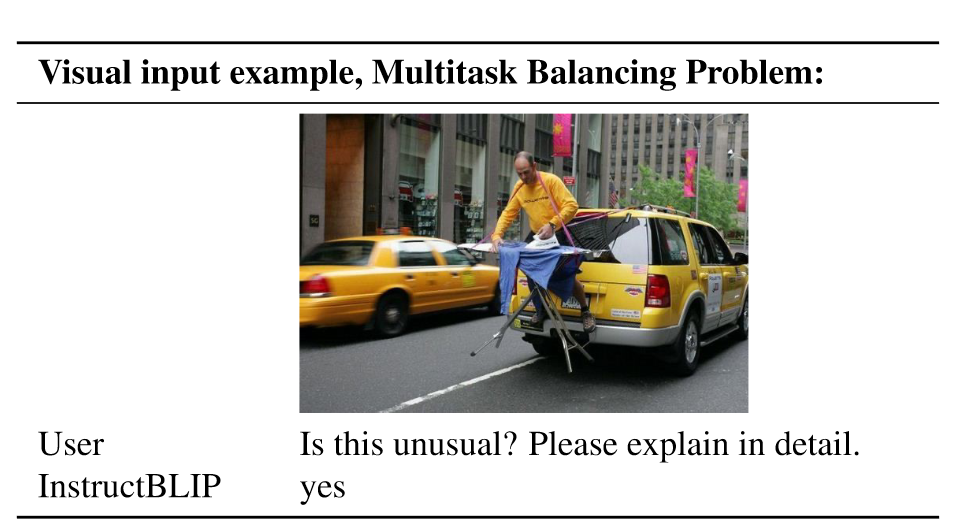 Visual input example, Multitask Balancing Problem:
User Is this unusual? Please explain in detail.
InstructBLIP yes